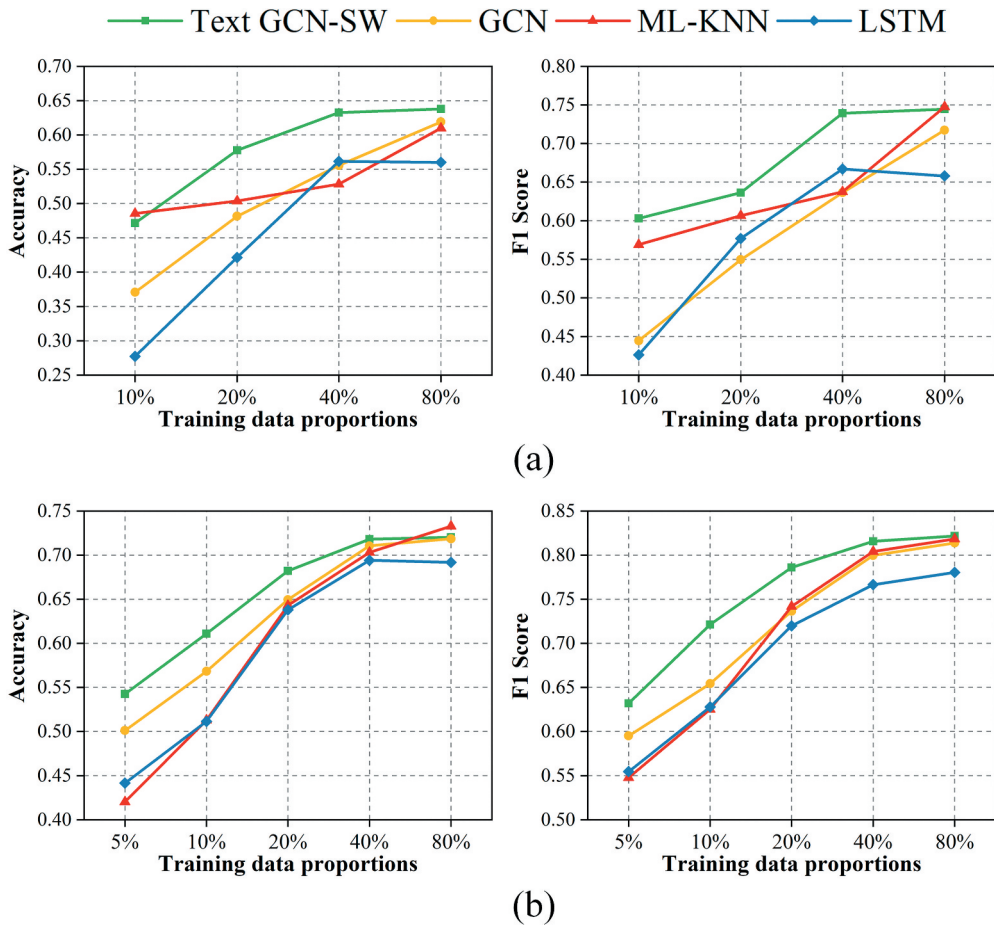 Text GCN-SW GCN ML-KNN LSTM
0.70
0.65
0.60
0.55
0.50
0.45
0.40
0.35
0.30
0.25
Accuracy
10% 20% 40% 80%
Training data proportions
0.80
0.75
0.70
0.65
0.60
0.55
0.50
0.45
0.40
F1 Score
10% 20% 40% 80%
Training data proportions
(a)
0.75
0.70
0.65
0.60
0.55
0.50
0.45
0.40
Accuracy
5% 10% 20% 40% 80%
Training data proportions
0.85
0.80
0.75
0.70
0.65
0.60
0.55
0.50
F1 Score
5% 10% 20% 40% 80%
Training data proportions
(b)